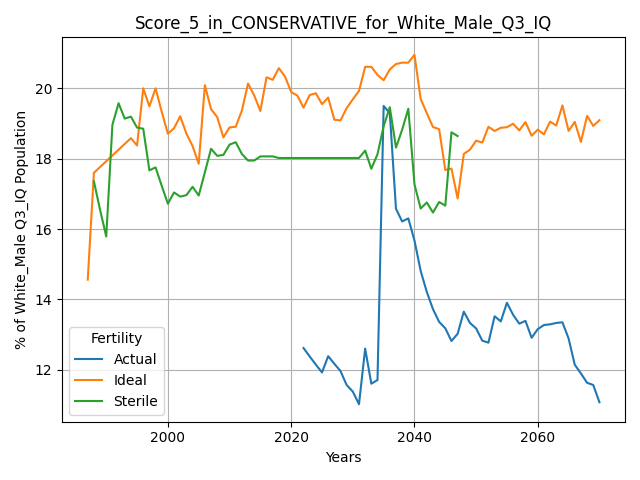 Score_5_in_CONSERVATIVE_for_White_Male_Q3_IQ
% of White_Male Q3_IQ Population
20
18
16
14
12
Fertility
Actual
Ideal
Sterile
2000
2020
2040
2060
Years